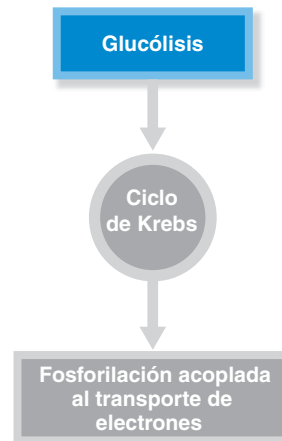 Glucólisis
Ciclo
de Krebs
Fosforilación acoplada
al transporte de
electrones